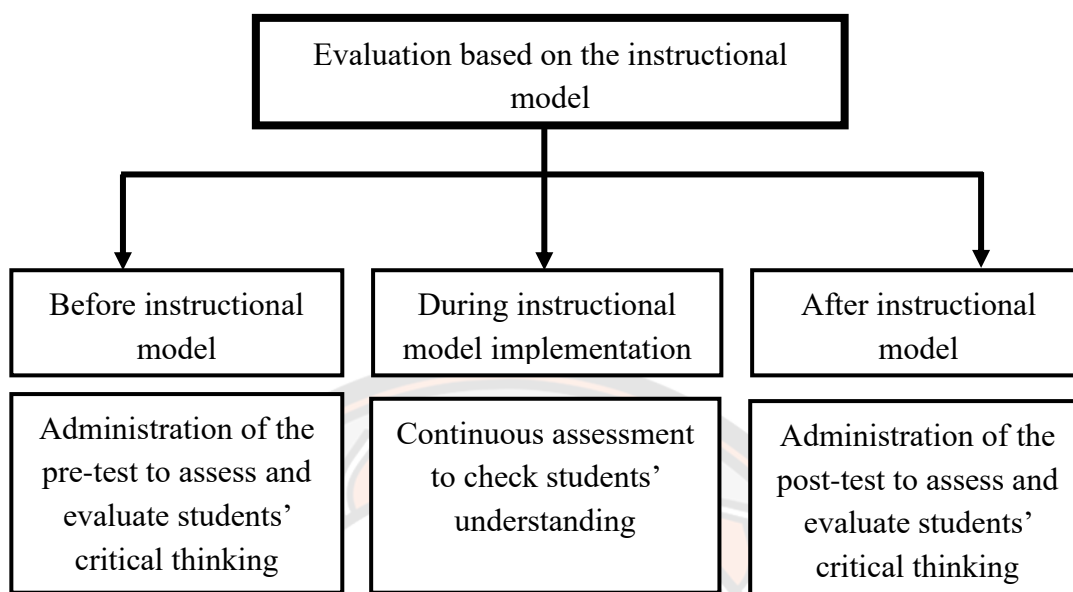 Evaluation based on the instructional
model
Before instructional
model
During instructional
model implementation
After instructional
model
Administration of the
pre-test to assess and
evaluate students’
critical thinking
Continuous assessment
to check students’
understanding
Administration of the
post-test to assess and
evaluate students’
critical thinking